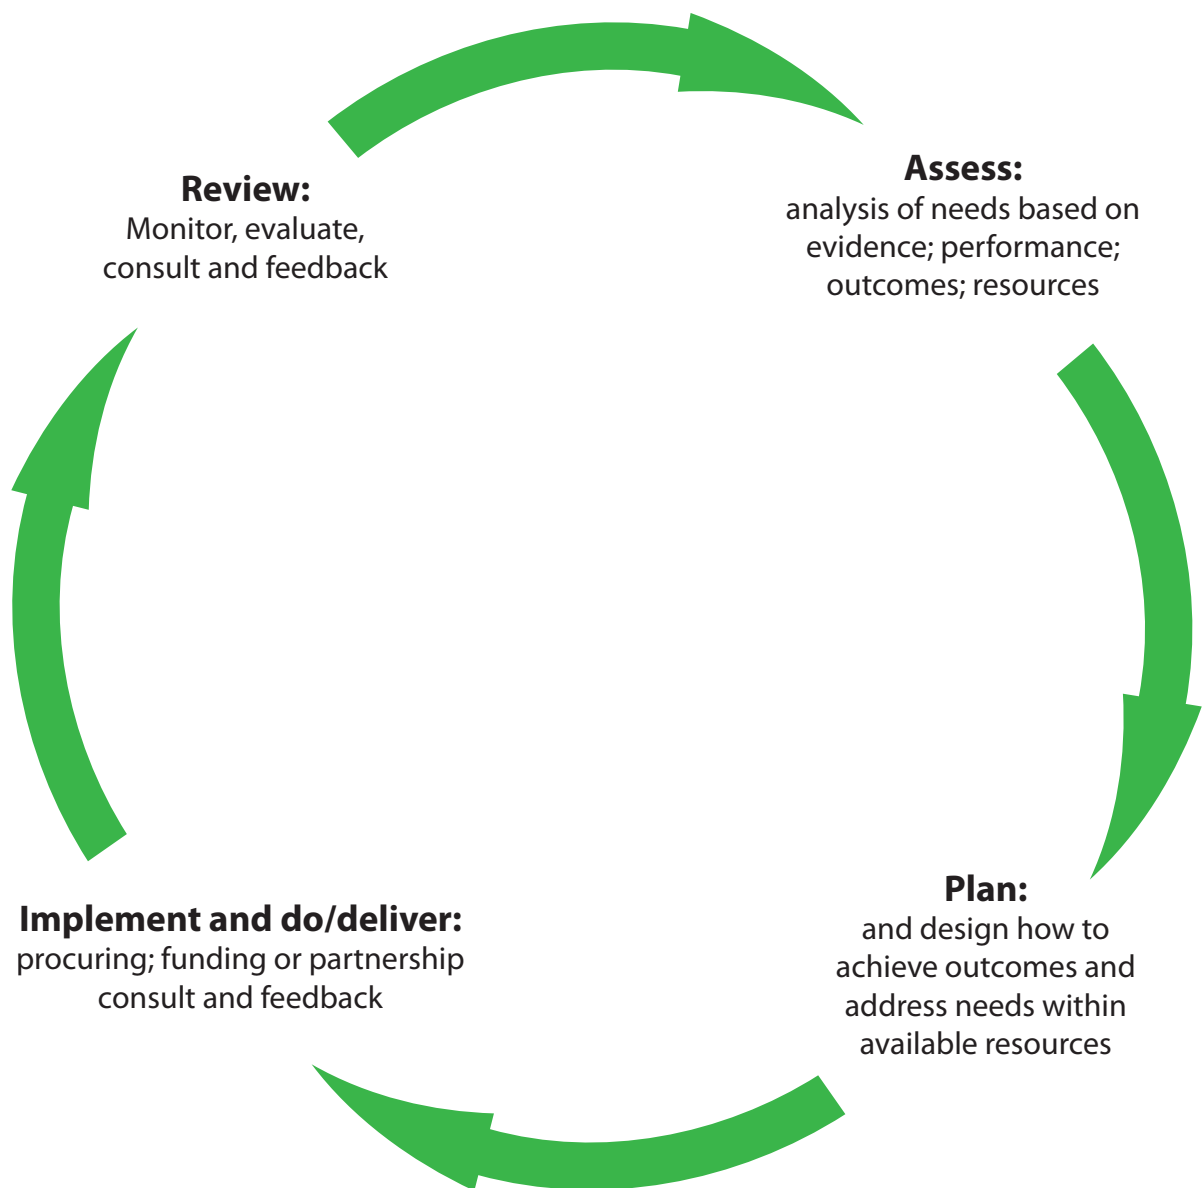 Review:
Monitor, evaluate,
consult and feedback
Assess:
analysis of needs based on
evidence; performance;
outcomes; resources
Implement and do/deliver:
procuring; funding or partnership
consult and feedback
Plan:
and design how to
achieve outcomes and
address needs within
available resources